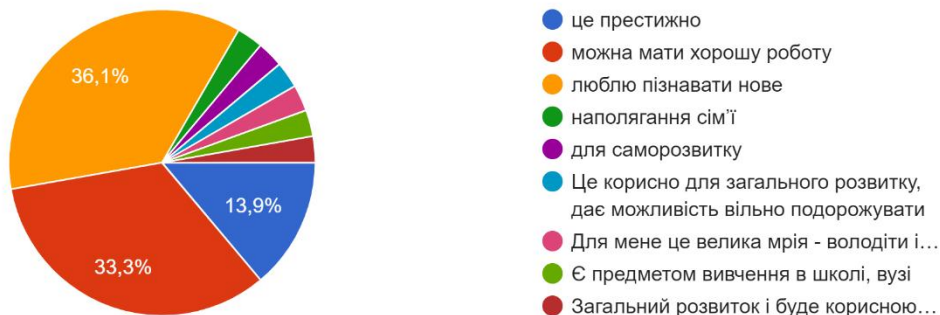 36,1%
33,3%
13,9%
це престижно
можна мати хорошу роботу
люблю пізнавати нове
наполягання сім’ї
для саморозвитку
Це корисно для загального розвитку,
дає можливість вільно подорожувати
Для мене це велика мрія - володіти і…
Є предметом вивчення в школі, вузі
Загальний розвиток і буде корисною…